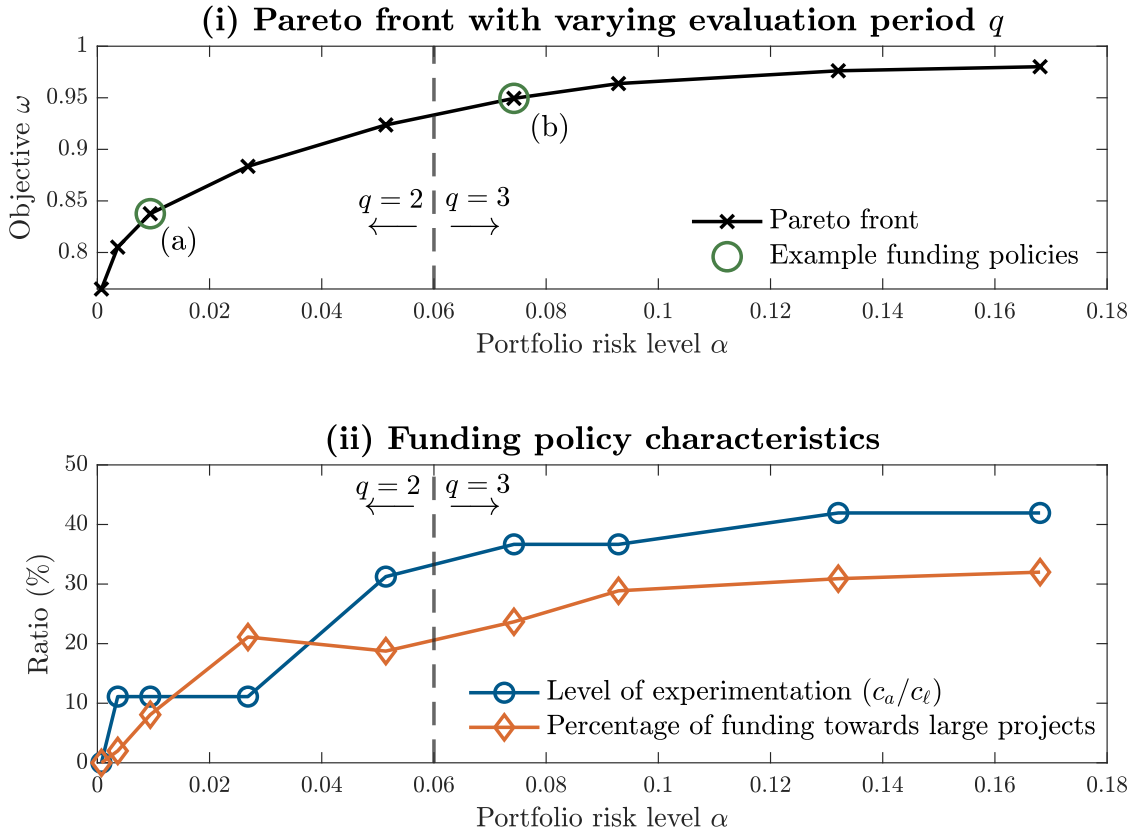 (i) Pareto front with varying evaluation period q
1
0.95
0.9
0.85
0.8
Objective ω
(b)
(a)
q = 2
q = 3
Pareto front
Example funding policies
0 0.02 0.04 0.06 0.08 0.1 0.12 0.14 0.16 0.18
Portfolio risk level α
(ii) Funding policy characteristics
50
40
30
20
10
0
Ratio (%)
q = 2
q = 3
Level of experimentation (cₐ/c_ℓ)
Percentage of funding towards large projects
0 0.02 0.04 0.06 0.08 0.1 0.12 0.14 0.16 0.18
Portfolio risk level α